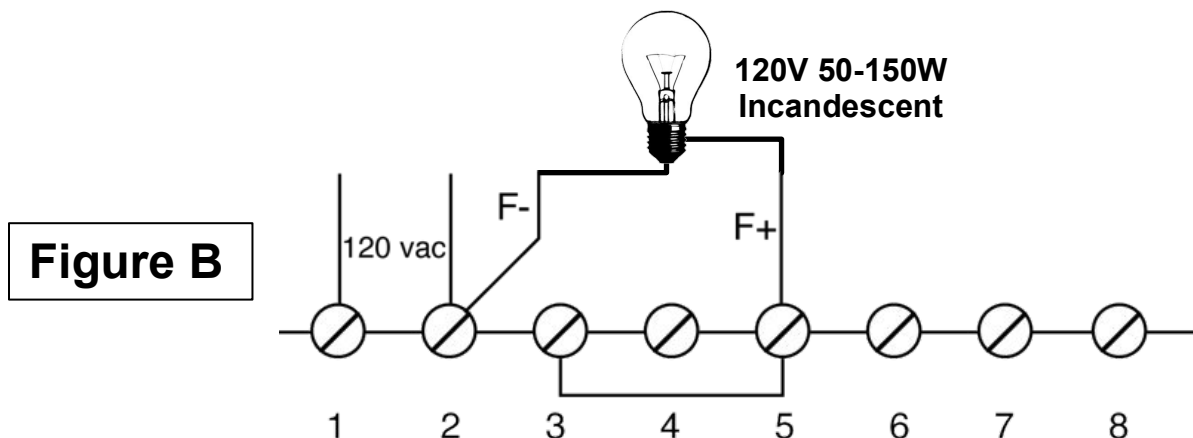 120V 50-150W
Incandescent
F-
F+
120 vac
Figure B
1 2 3 4 5 6 7 8